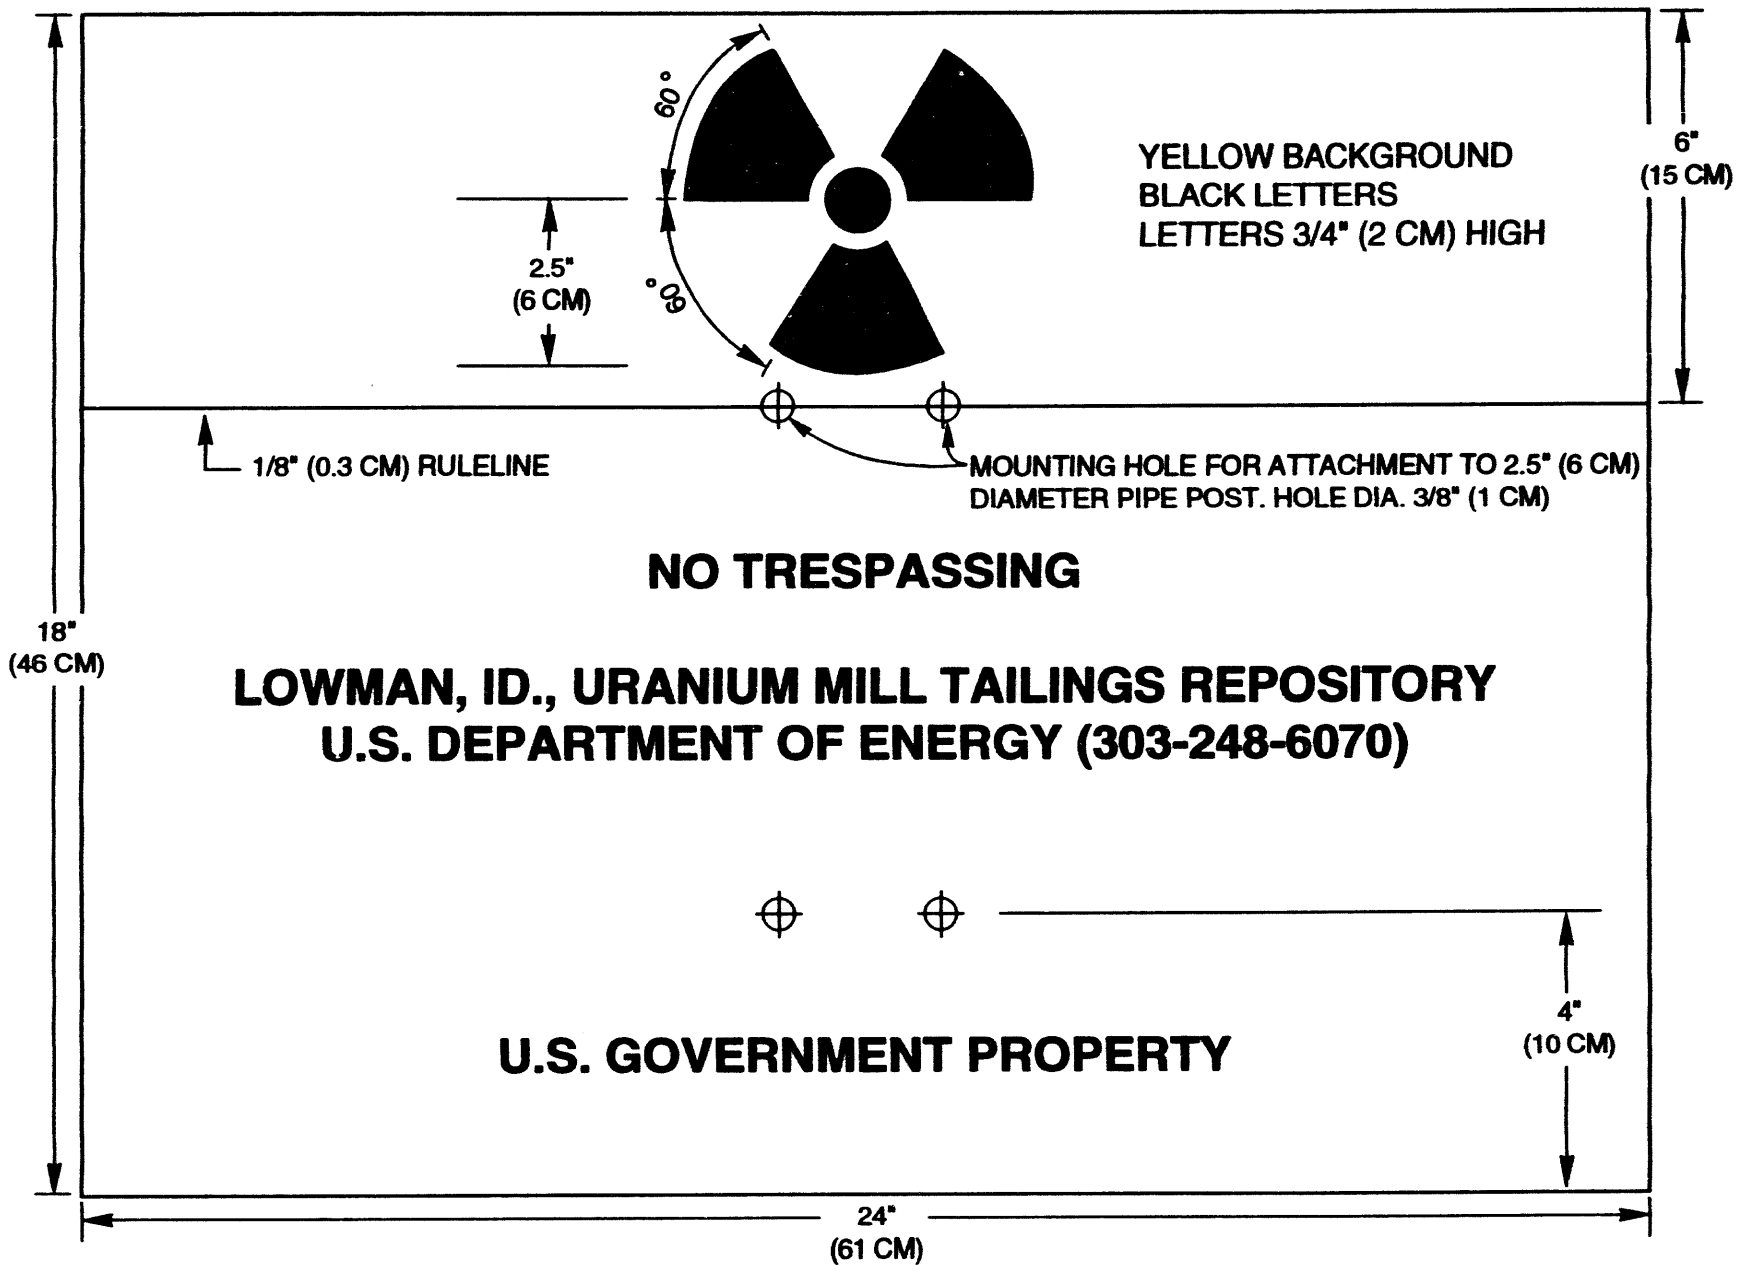 60°
YELLOW BACKGROUND
BLACK LETTERS
LETTERS 3/4" (2 CM) HIGH
6"
(15 CM)
2.5"
(6 CM)
60°
1/8" (0.3 CM) RULELINE
MOUNTING HOLE FOR ATTACHMENT TO 2.5" (6 CM)
DIAMETER PIPE POST. HOLE DIA. 3/8" (1 CM)
NO TRESPASSING
18"
(46 CM)
LOWMAN, ID., URANIUM MILL TAILINGS REPOSITORY
U.S. DEPARTMENT OF ENERGY (303-248-6070)
4"
(10 CM)
U.S. GOVERNMENT PROPERTY
24"
(61 CM)